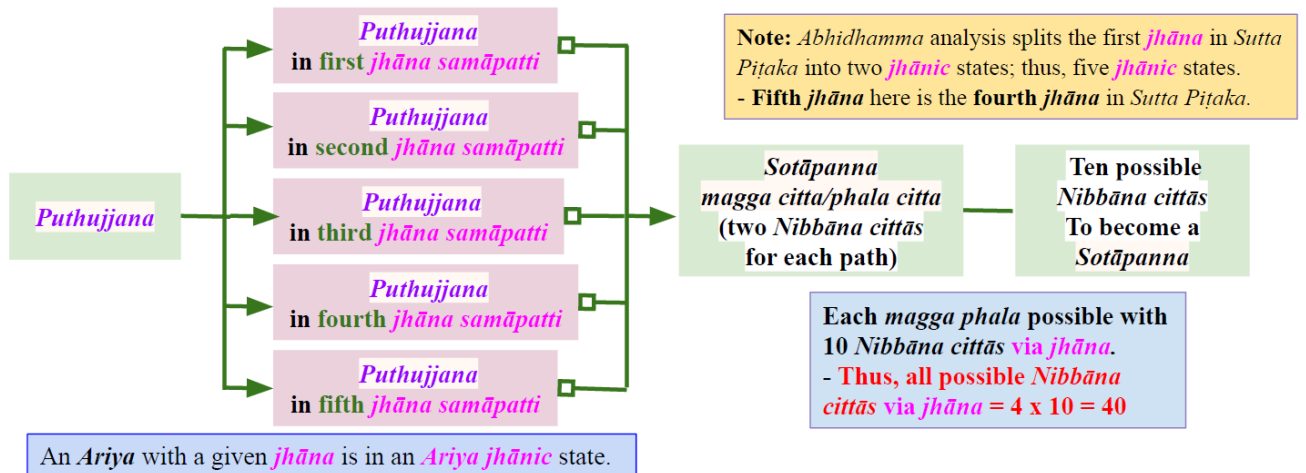 Puthujjana
Puthujjana
in first jhāna samāpatti
Puthujjana
in second jhāna samāpatti
Puthujjana
in third jhāna samāpatti
Puthujjana
in fourth jhāna samāpatti
Puthujjana
in fifth jhāna samāpatti
An Ariya with a given jhāna is in an Ariya jhānic state.
Note: Abhidhamma analysis splits the first jhāna in Sutta
Piṭaka into two jhānic states; thus, five jhānic states.
- Fifth jhāna here is the fourth jhāna in Sutta Piṭaka.
Sotāpanna
magga citta/phala citta
(two Nibbāna cittās
for each path)
Ten possible
Nibbāna cittās
To become a
Sotāpanna
Each magga phala possible with
10 Nibbāna cittās via jhāna.
- Thus, all possible Nibbāna
cittās via jhāna = 4 x 10 = 40